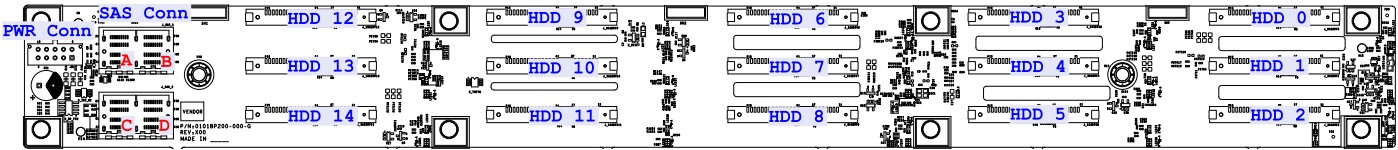 SAS Conn
PWR Conn
A B
C D
VENDOR
P/N:0101BP200-000-G
REV:X00
MADE IN ____
HDD 12 HDD 9 HDD 6 HDD 3 HDD 0
HDD 13 HDD 10 HDD 7 HDD 4 HDD 1
HDD 14 HDD 11 HDD 8 HDD 5 HDD 2